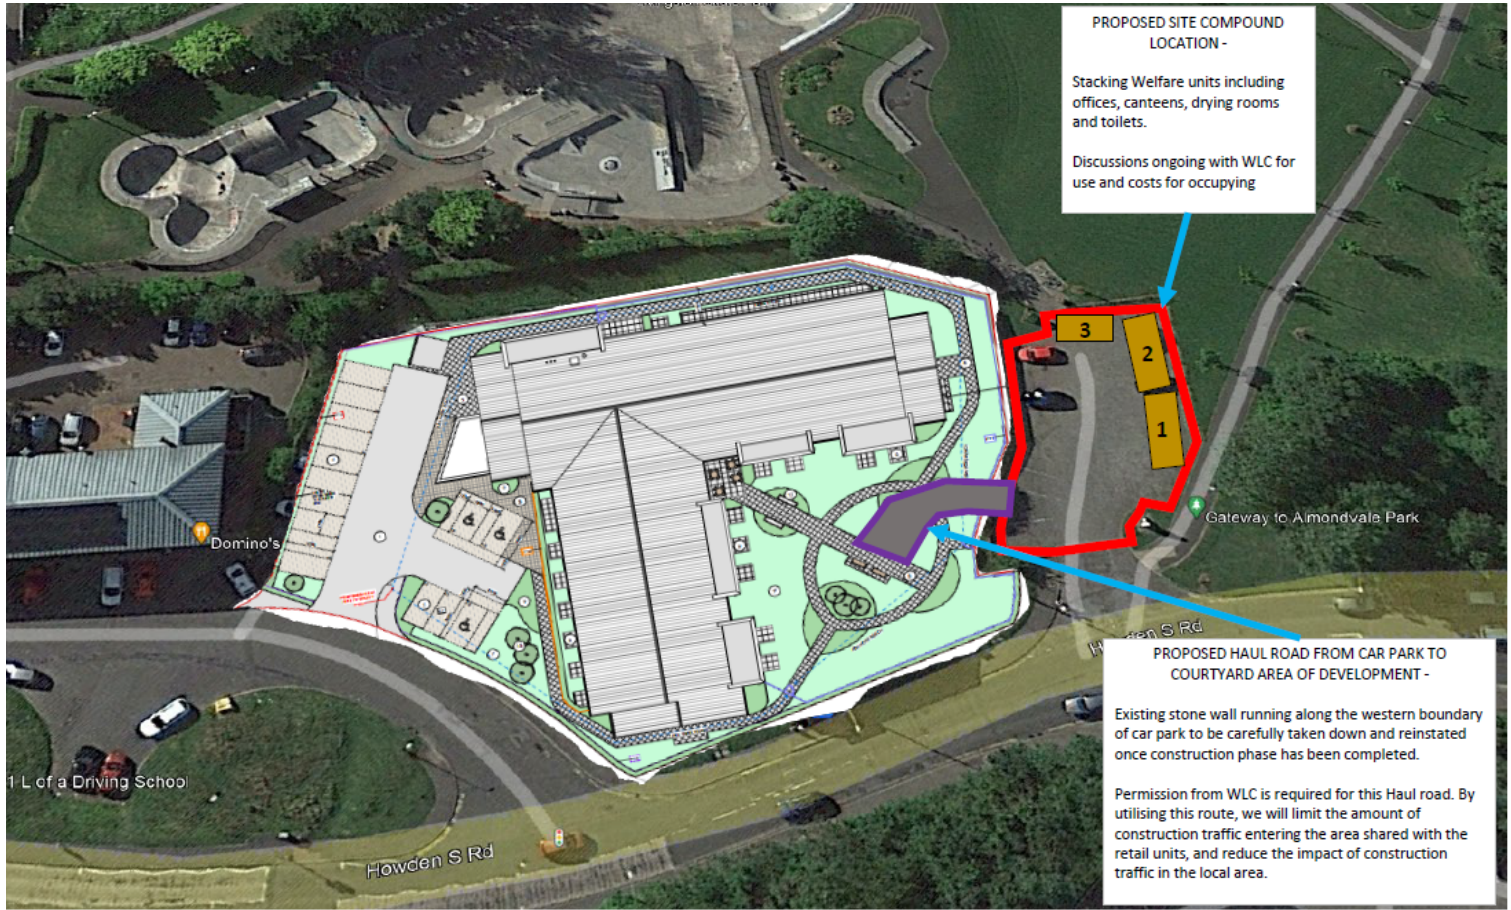 PROPOSED SITE COMPOUND
LOCATION -
Stacking Welfare units including
offices, canteens, drying rooms
and toilets.
Discussions ongoing with WLC for
use and costs for occupying
3
2
1
Gateway to Almondvale Park
Domino's
Howden S Rd
PROPOSED HAUL ROAD FROM CAR PARK TO
COURTYARD AREA OF DEVELOPMENT -
Existing stone wall running along the western boundary
of car park to be carefully taken down and reinstated
once construction phase has been completed.
Permission from WLC is required for this Haul road. By
utilising this route, we will limit the amount of
construction traffic entering the area shared with the
retail units, and reduce the impact of construction
traffic in the local area.
1 L of a Driving School
Howden S Rd